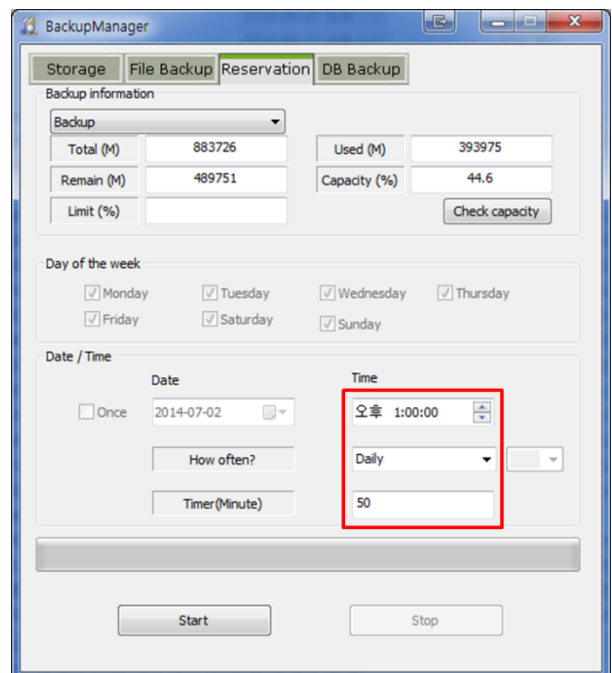 BackupManager
Storage File Backup Reservation DB Backup
Backup information
Backup
Total (M) 883726 Used (M) 393975
Remain (M) 489751 Capacity (%) 44.6
Limit (%) Check capacity
Day of the week
Monday Tuesday Wednesday Thursday
Friday Saturday Sunday
Date / Time
Date Time
Once 2014-07-02 오후 1:00:00
How often? Daily
Timer(Minute) 50
Start Stop